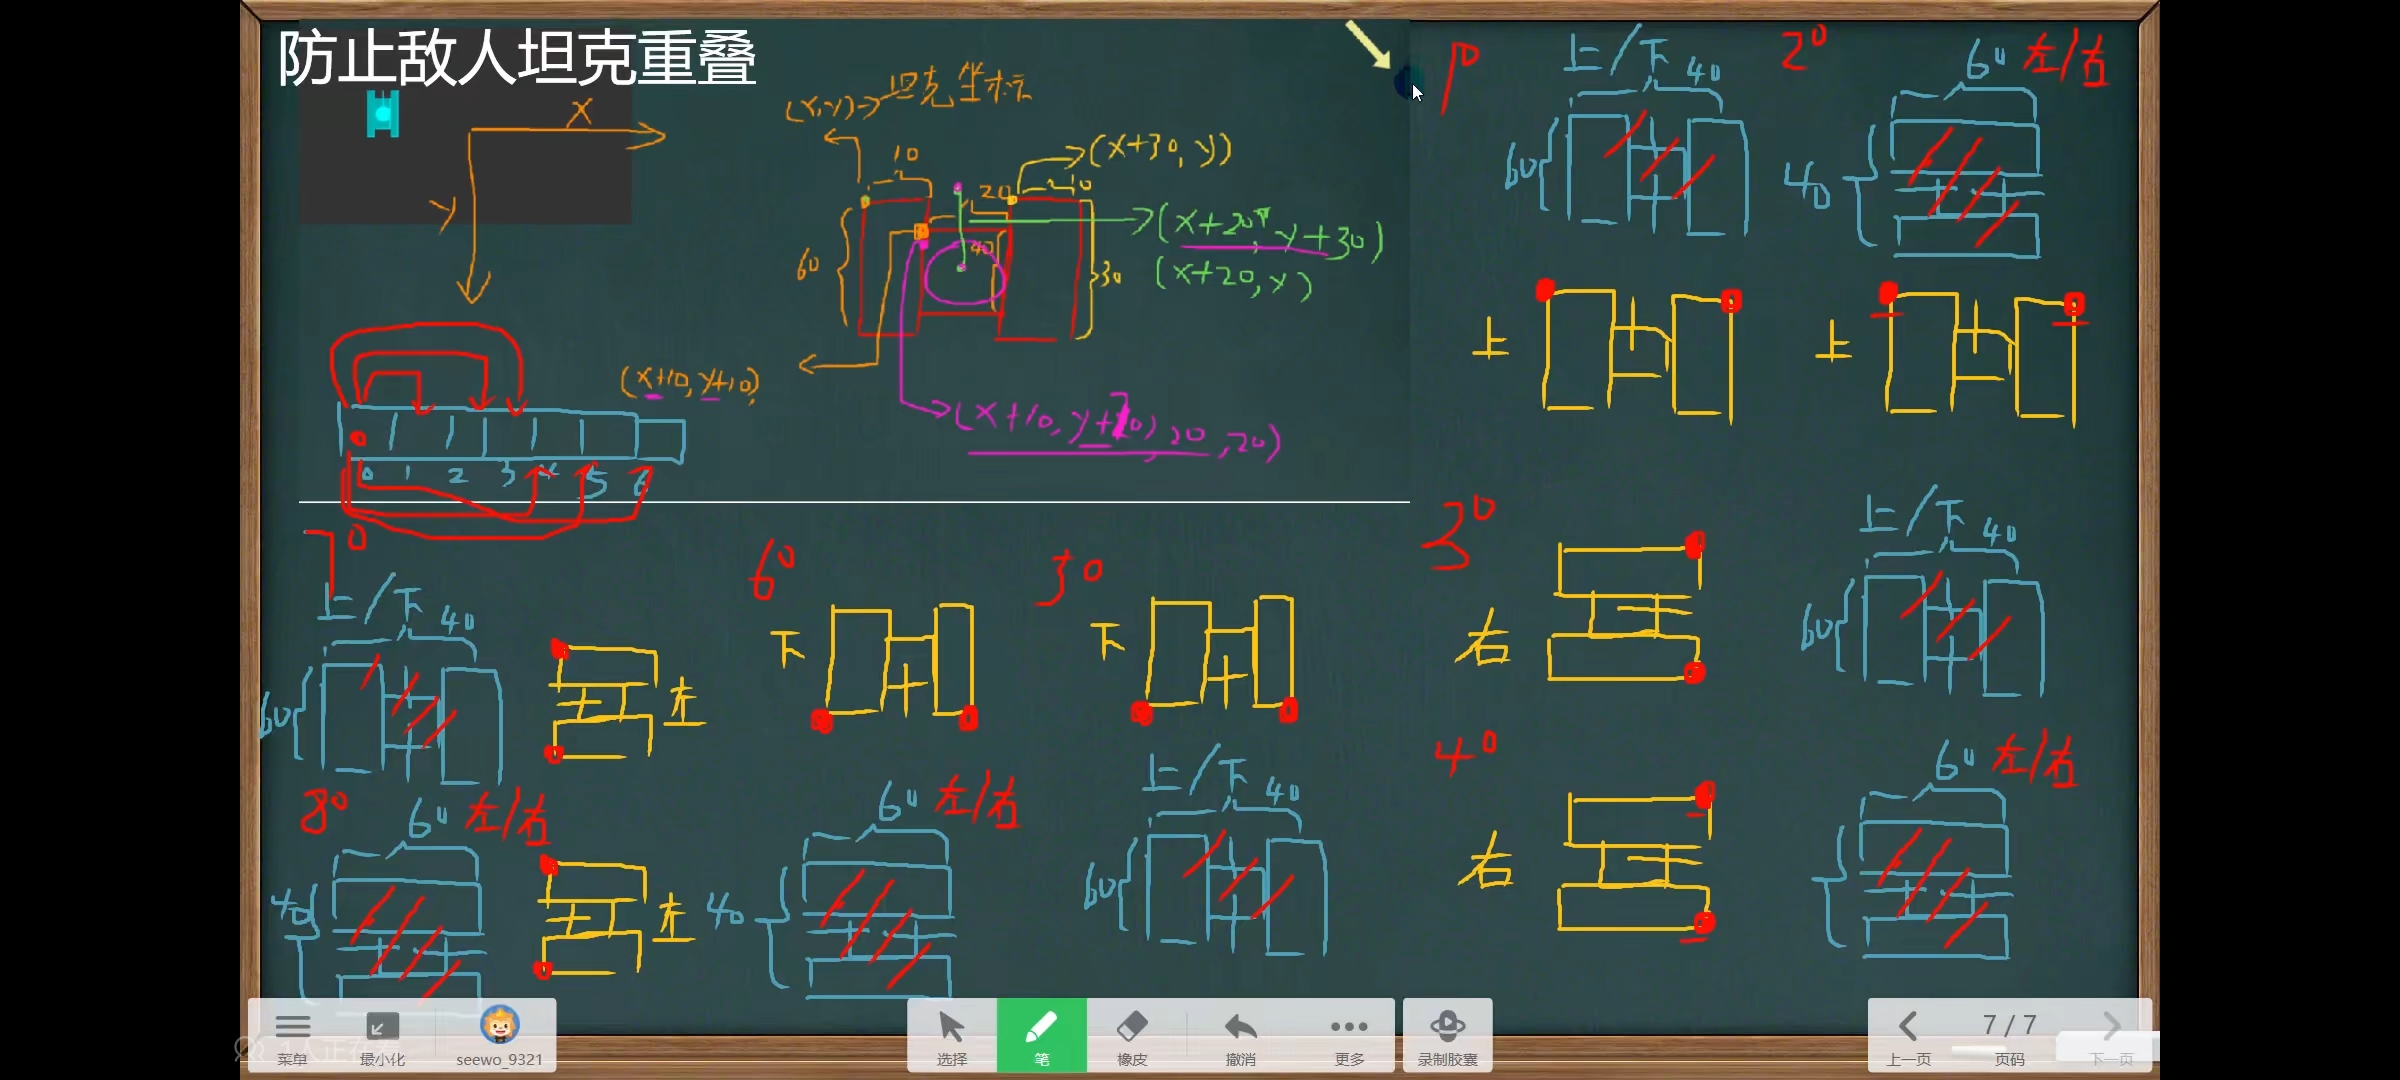 防止敌人坦克重叠
(x,y)→坦克坐标
X
y
10
20
10
(x+30, y)
60
40
30
(x+20, y+30)
(x+20, y)
(x+10, y+10)
(x+10, y+10), 20, 20)
0 1 2 3 4 5 6
1°
上/下
40
60
2°
60
左/右
40
上
上
3°
右
上/下
40
60
4°
右
60
左/右
7°
上/下
40
60
左
6°
下
60
左/右
40
下
上/下
40
60
8°
60
左/右
40
左
菜单
最小化
seewo_9321
选择
笔
橡皮
撤消
更多
录制胶囊
上一页
7 / 7
页码
下一页